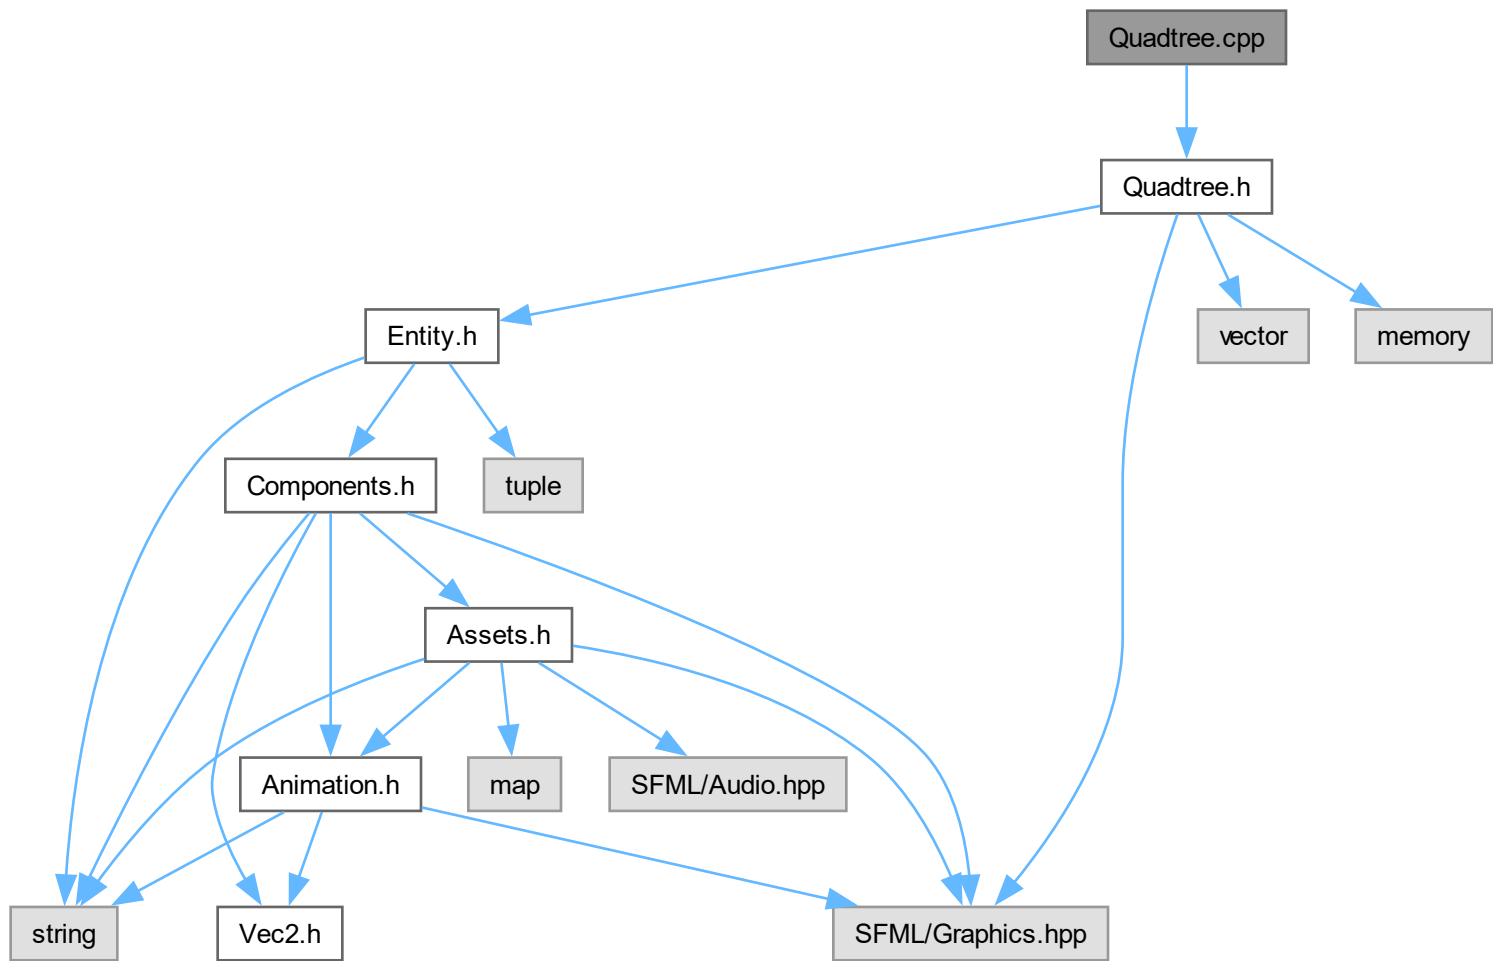 Quadtree.cpp
Quadtree.h
Entity.h
vector
memory
Components.h
tuple
Assets.h
Animation.h
map
SFML/Audio.hpp
string
Vec2.h
SFML/Graphics.hpp